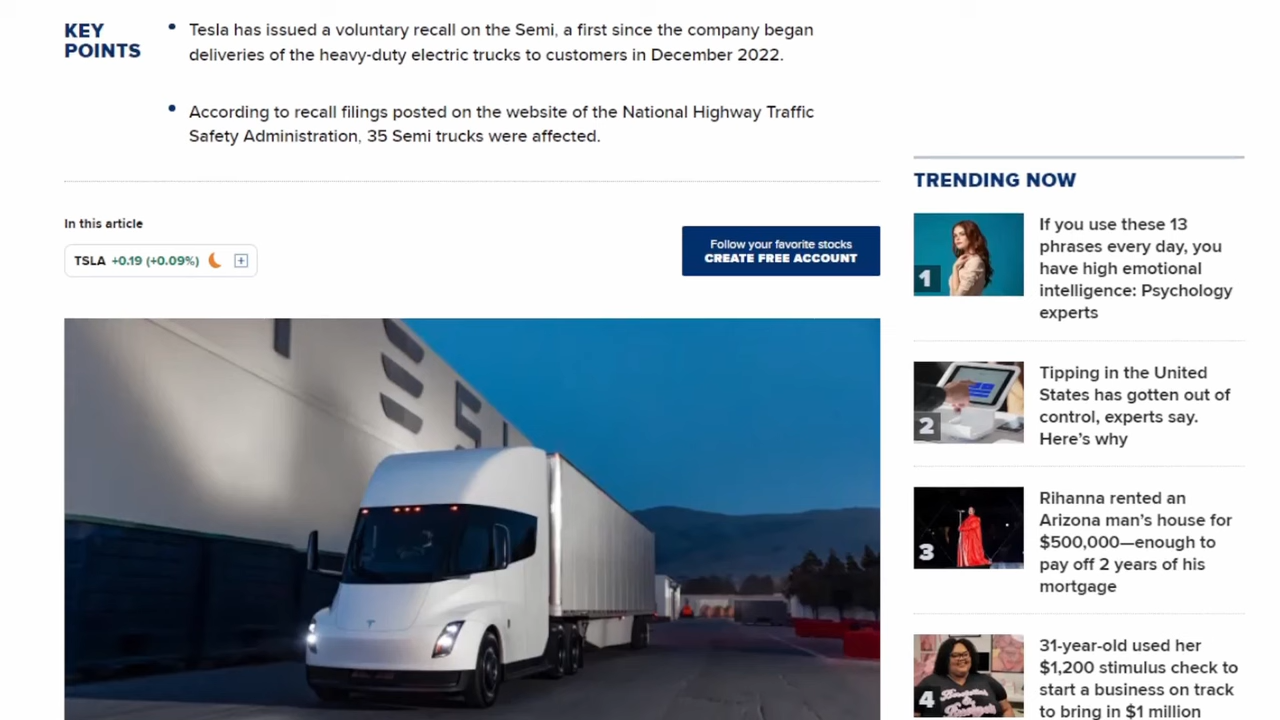 KEY
POINTS
Tesla has issued a voluntary recall on the Semi, a first since the company began
deliveries of the heavy-duty electric trucks to customers in December 2022.
According to recall filings posted on the website of the National Highway Traffic
Safety Administration, 35 Semi trucks were affected.
In this article
TSLA +0.19 (+0.09%)
Follow your favorite stocks
CREATE FREE ACCOUNT
TRENDING NOW
1
If you use these 13
phrases every day, you
have high emotional
intelligence: Psychology
experts
2
Tipping in the United
States has gotten out of
control, experts say.
Here’s why
3
Rihanna rented an
Arizona man’s house for
$500,000—enough to
pay off 2 years of his
mortgage
4
31-year-old used her
$1,200 stimulus check to
start a business on track
to bring in $1 million